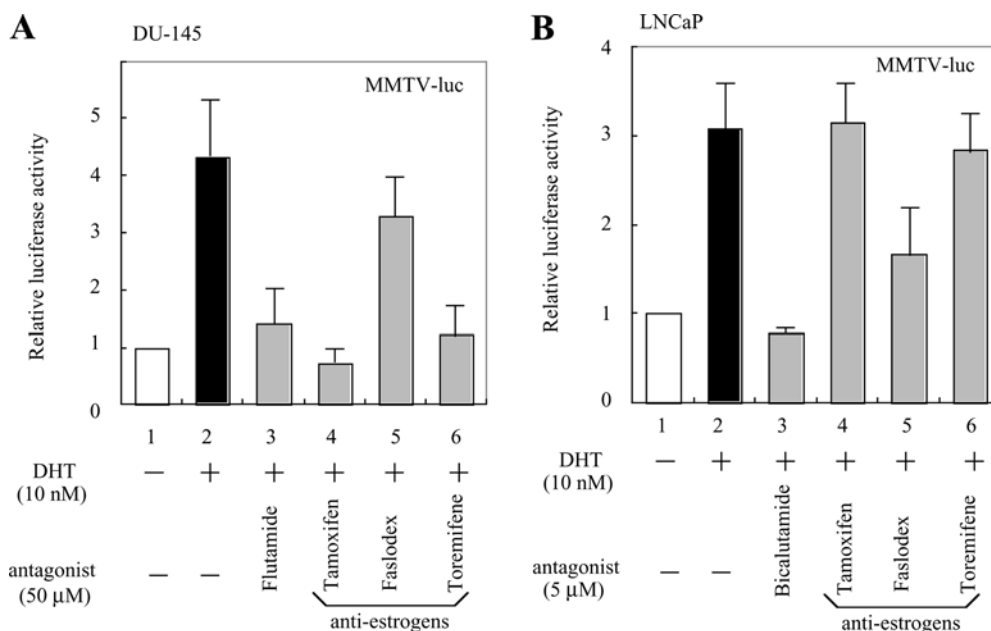 A
DU-145
MMTV-luc
Relative luciferase activity
5
4
3
2
1
0
1 2 3 4 5 6
DHT
(10 nM)
— + + + + +
antagonist
(50 µM)
— —
Flutamide
Tamoxifen
Faslodex
Toremifene
anti-estrogens
B
LNCaP
MMTV-luc
Relative luciferase activity
4
3
2
1
0
1 2 3 4 5 6
DHT
(10 nM)
— + + + + +
antagonist
(5 µM)
— —
Bicalutamide
Tamoxifen
Faslodex
Toremifene
anti-estrogens